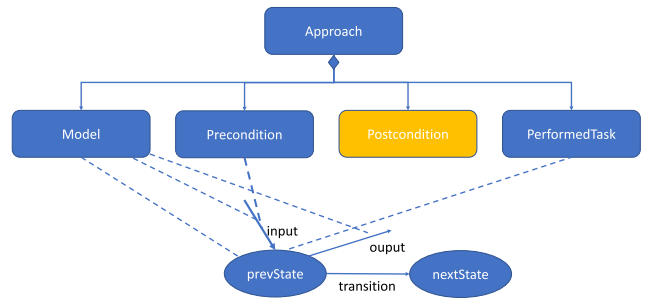 Approach
Model
Precondition
Postcondition
PerformedTask
input
ouput
prevState
nextState
transition